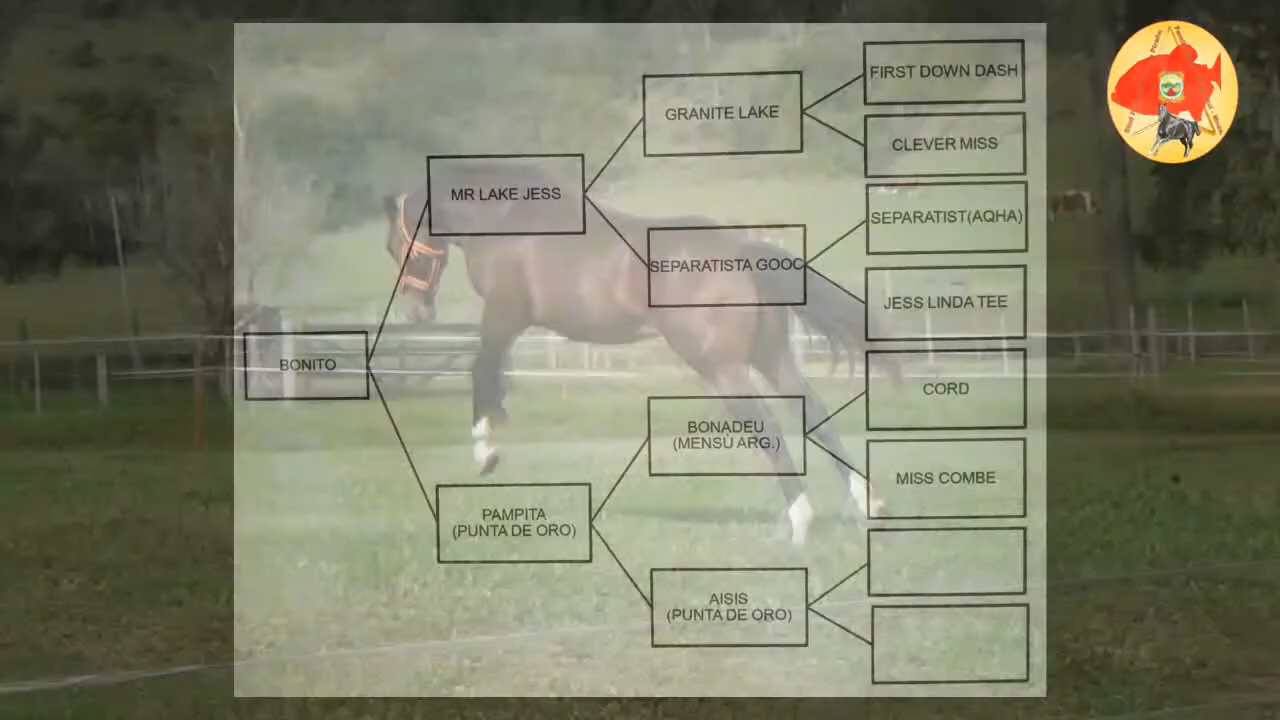 FIRST DOWN DASH
GRANITE LAKE
CLEVER MISS
MR LAKE JESS
SEPARATIST(AQHA)
SEPARATISTA GOOC
JESS LINDA TEE
BONITO
CORD
BONADEU
(MENSÚ ARG.)
MISS COMBE
PAMPITA
(PUNTA DE ORO)
AISIS
(PUNTA DE ORO)